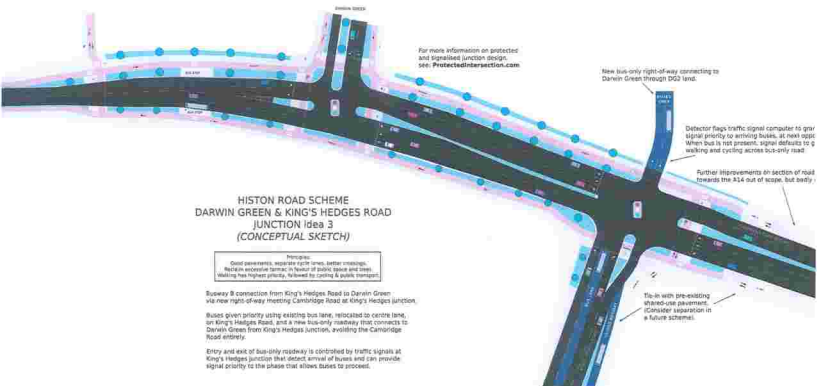 DARWIN GREEN
For more information on protected
and signalised junction design,
see: ProtectedIntersection.com
New bus-only right-of-way connecting to
Darwin Green through DG2 land.
BUSES
ONLY
Detector flags traffic signal computer to gran
signal priority to arriving buses, at next oppo
When bus is not present, signal defaults to g
walking and cycling across bus-only road
Further improvements on section of road
towards the A14 out of scope, but badly
BUS STOP
BUS STOP
HISTON ROAD SCHEME
DARWIN GREEN & KING'S HEDGES ROAD
JUNCTION idea 3
(CONCEPTUAL SKETCH)
Principles:
Good pavements, separate cycle lanes, better crossings.
Reclaim excessive tarmac in favour of public space and trees.
Walking has highest priority, followed by cycling & public transport.
Busway B connection from King's Hedges Road to Darwin Green
via new right-of-way meeting Cambridge Road at King's Hedges junction.
Buses given priority using existing bus lane, relocated to centre lane,
on King's Hedges Road, and a new bus-only roadway that connects to
Darwin Green from King's Hedges junction, avoiding the Cambridge
Road entirely.
Entry and exit of bus-only roadway is controlled by traffic signals at
King's Hedges junction that detect arrival of buses and can provide
signal priority to the phase that allows buses to proceed.
Tie-in with pre-existing
shared-use pavement.
(Consider separation in
a future scheme).